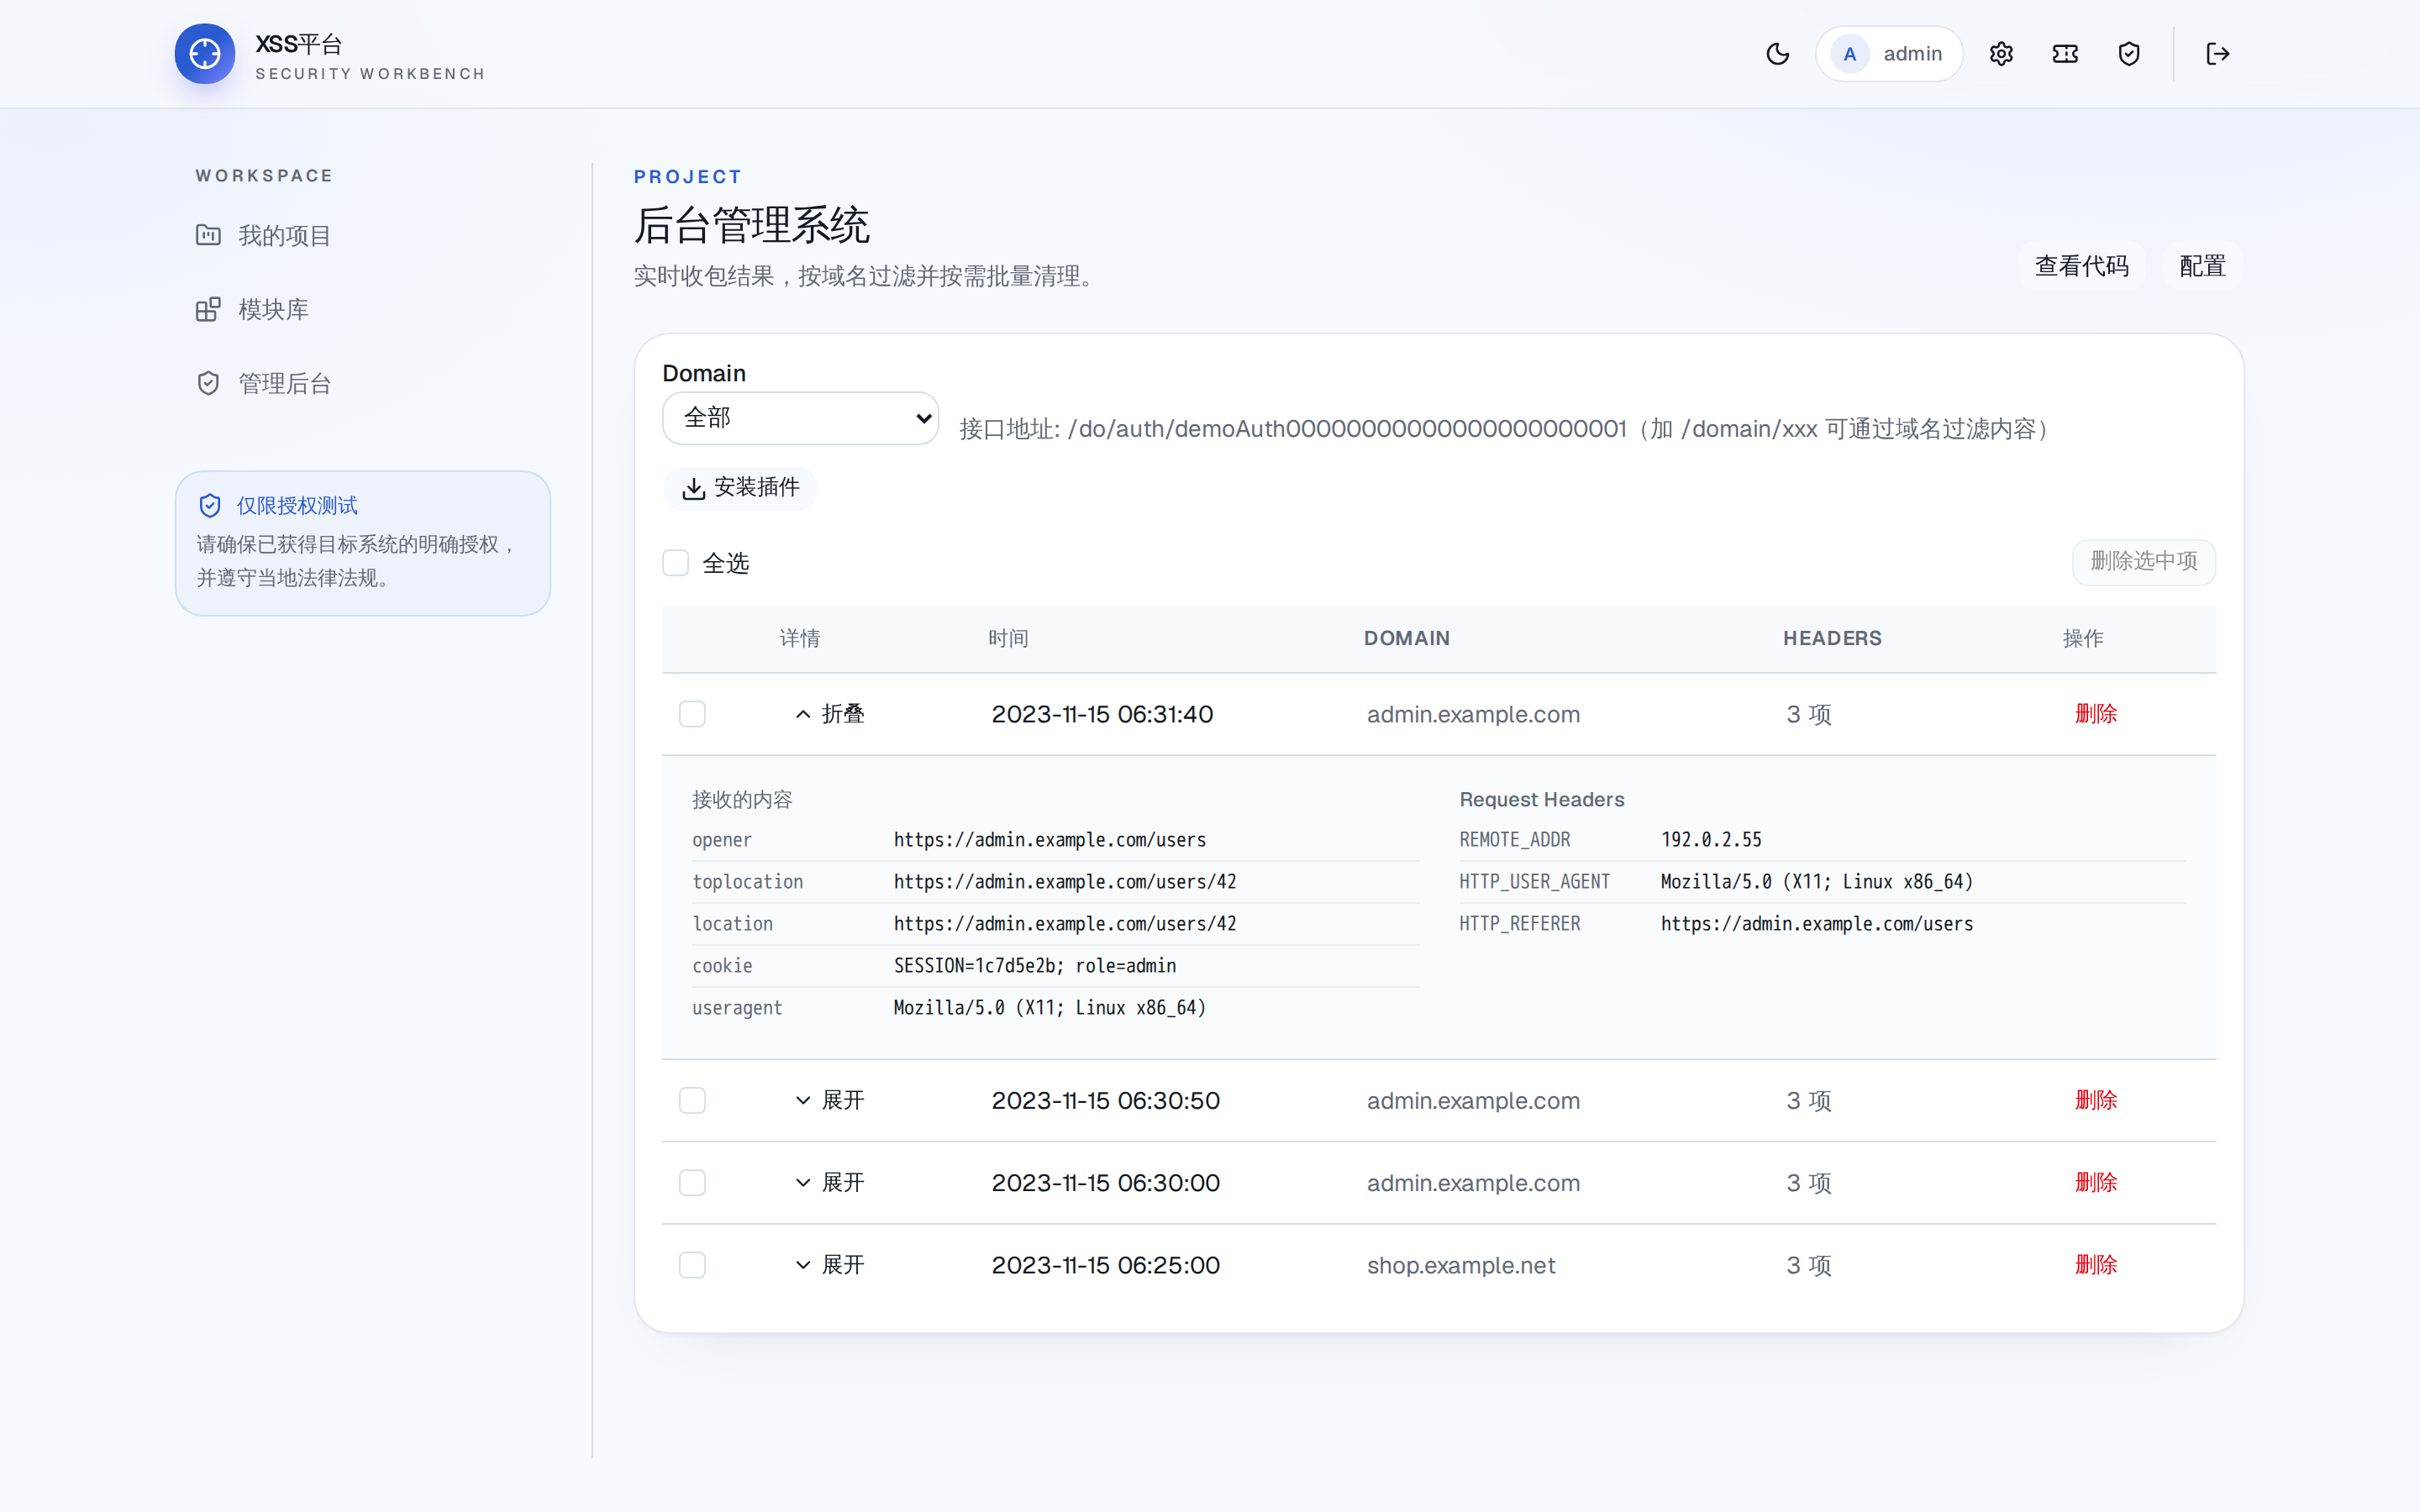 XSS平台
SECURITY WORKBENCH
A admin
WORKSPACE
我的项目
模块库
管理后台
仅限授权测试
请确保已获得目标系统的明确授权，
并遵守当地法律法规。
PROJECT
后台管理系统
实时收包结果，按域名过滤并按需批量清理。
查看代码 配置
Domain
全部
接口地址: /do/auth/demoAuth00000000000000000000000001（加 /domain/xxx 可通过域名过滤内容）
安装插件
全选 删除选中项
详情 时间 DOMAIN HEADERS 操作
折叠 2023-11-15 06:31:40 admin.example.com 3 项 删除
接收的内容
opener https://admin.example.com/users
toplocation https://admin.example.com/users/42
location https://admin.example.com/users/42
cookie SESSION=1c7d5e2b; role=admin
useragent Mozilla/5.0 (X11; Linux x86_64)
Request Headers
REMOTE_ADDR 192.0.2.55
HTTP_USER_AGENT Mozilla/5.0 (X11; Linux x86_64)
HTTP_REFERER https://admin.example.com/users
展开 2023-11-15 06:30:50 admin.example.com 3 项 删除
展开 2023-11-15 06:30:00 admin.example.com 3 项 删除
展开 2023-11-15 06:25:00 shop.example.net 3 项 删除